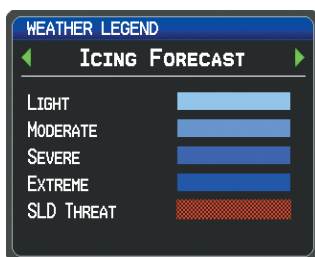 WEATHER LEGEND
ICING FORECAST
LIGHT
MODERATE
SEVERE
EXTREME
SLD THREAT